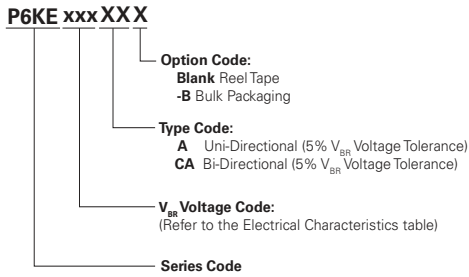 P6KE xxx XX X
Option Code:
Blank Reel Tape
-B Bulk Packaging
Type Code:
A Uni-Directional (5% VBR Voltage Tolerance)
CA Bi-Directional (5% VBR Voltage Tolerance)
VBR Voltage Code:
(Refer to the Electrical Characteristics table)
Series Code